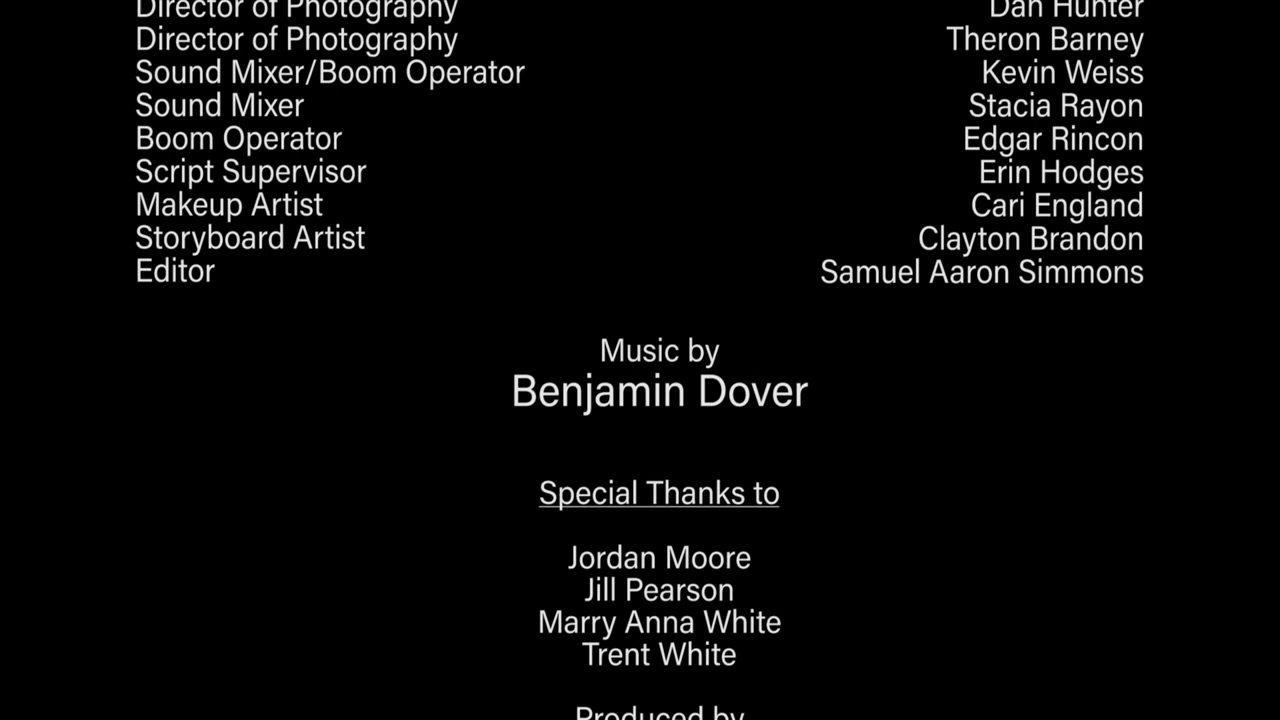 Director of Photography Dan Hunter
Director of Photography Theron Barney
Sound Mixer/Boom Operator Kevin Weiss
Sound Mixer Stacia Rayon
Boom Operator Edgar Rincon
Script Supervisor Erin Hodges
Makeup Artist Cari England
Storyboard Artist Clayton Brandon
Editor Samuel Aaron Simmons
Music by
Benjamin Dover
Special Thanks to
Jordan Moore
Jill Pearson
Marry Anna White
Trent White
Produced by